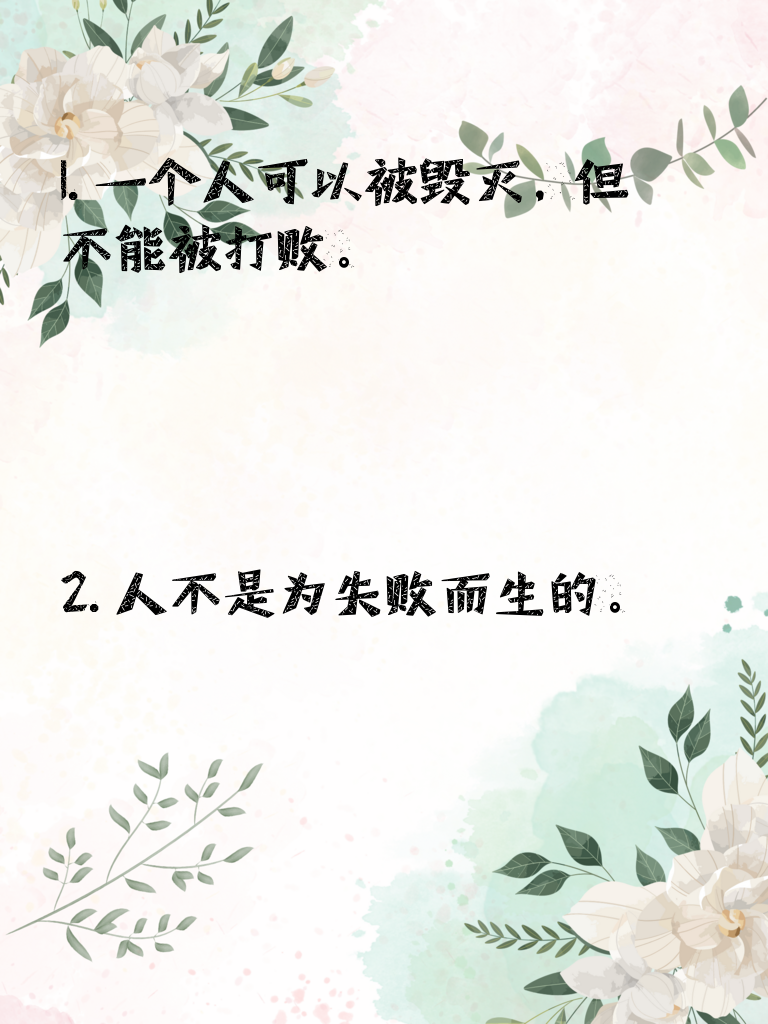 1. 一个人可以被毁灭，但
不能被打败。
2. 人不是为失败而生的。